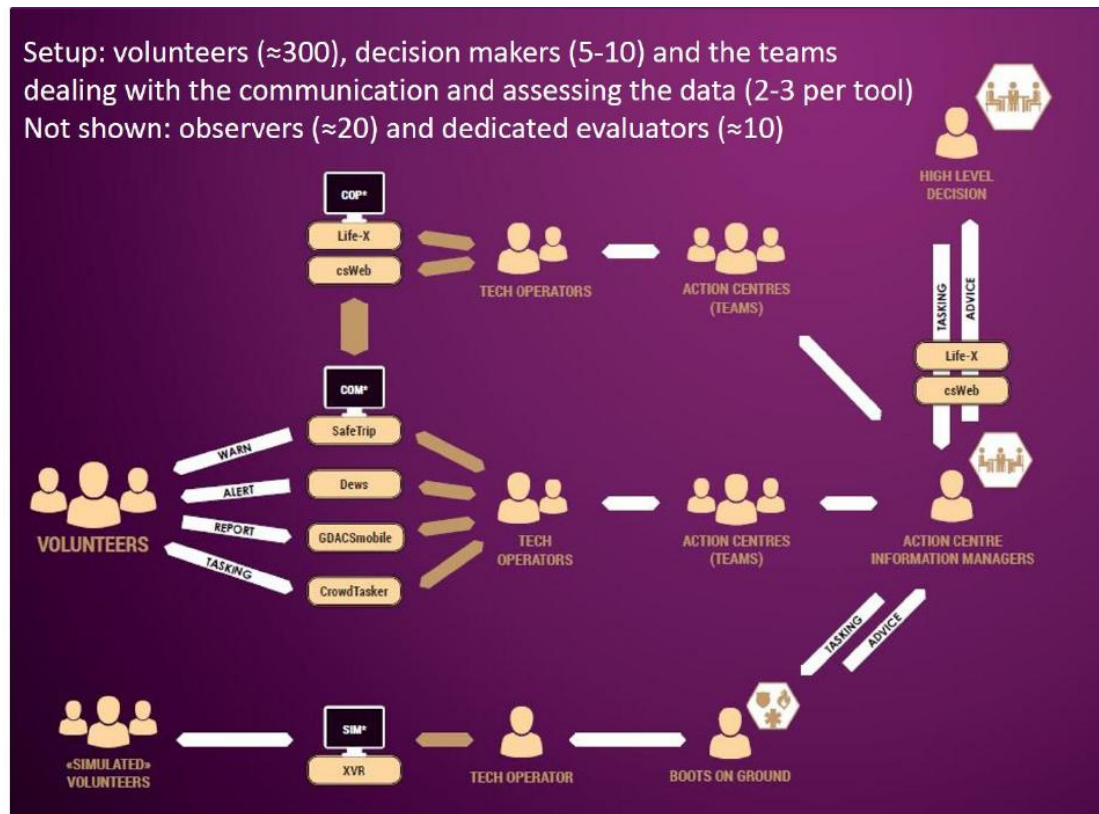 Setup: volunteers (≈300), decision makers (5-10) and the teams
dealing with the communication and assessing the data (2-3 per tool)
Not shown: observers (≈20) and dedicated evaluators (≈10)
HIGH LEVEL
DECISION
COP*
Life-X
csWeb
TECH OPERATORS
ACTION CENTRES
(TEAMS)
TASKING
ADVICE
Life-X
csWeb
COM*
SafeTrip
Dews
GDACSmobile
CrowdTasker
WARN
ALERT
REPORT
TASKING
VOLUNTEERS
TECH
OPERATORS
ACTION CENTRES
(TEAMS)
ACTION CENTRE
INFORMATION MANAGERS
TASKING
ADVICE
«SIMULATED»
VOLUNTEERS
SIM*
XVR
TECH OPERATOR
BOOTS ON GROUND